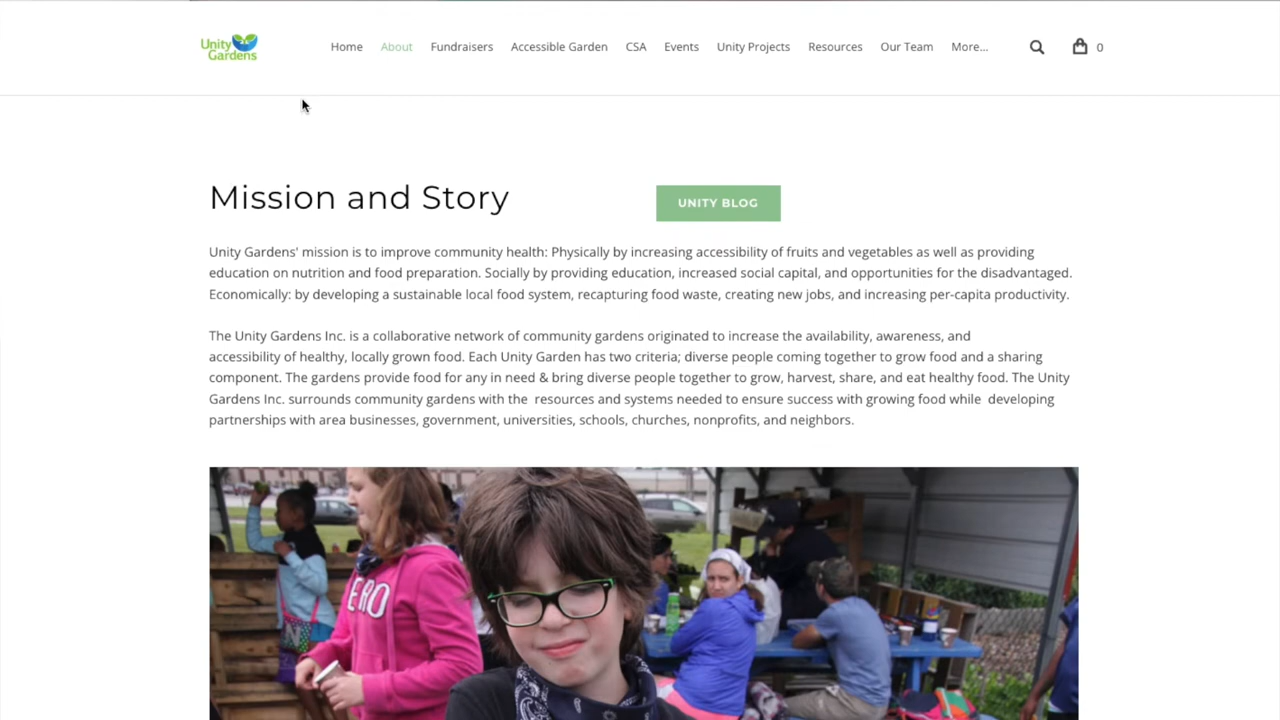 Unity
Gardens
Home About Fundraisers Accessible Garden CSA Events Unity Projects Resources Our Team More... 0
Mission and Story
UNITY BLOG
Unity Gardens' mission is to improve community health: Physically by increasing accessibility of fruits and vegetables as well as providing
education on nutrition and food preparation. Socially by providing education, increased social capital, and opportunities for the disadvantaged.
Economically: by developing a sustainable local food system, recapturing food waste, creating new jobs, and increasing per-capita productivity.
The Unity Gardens Inc. is a collaborative network of community gardens originated to increase the availability, awareness, and
accessibility of healthy, locally grown food. Each Unity Garden has two criteria; diverse people coming together to grow food and a sharing
component. The gardens provide food for any in need & bring diverse people together to grow, harvest, share, and eat healthy food. The Unity
Gardens Inc. surrounds community gardens with the resources and systems needed to ensure success with growing food while developing
partnerships with area businesses, government, universities, schools, churches, nonprofits, and neighbors.
ERO